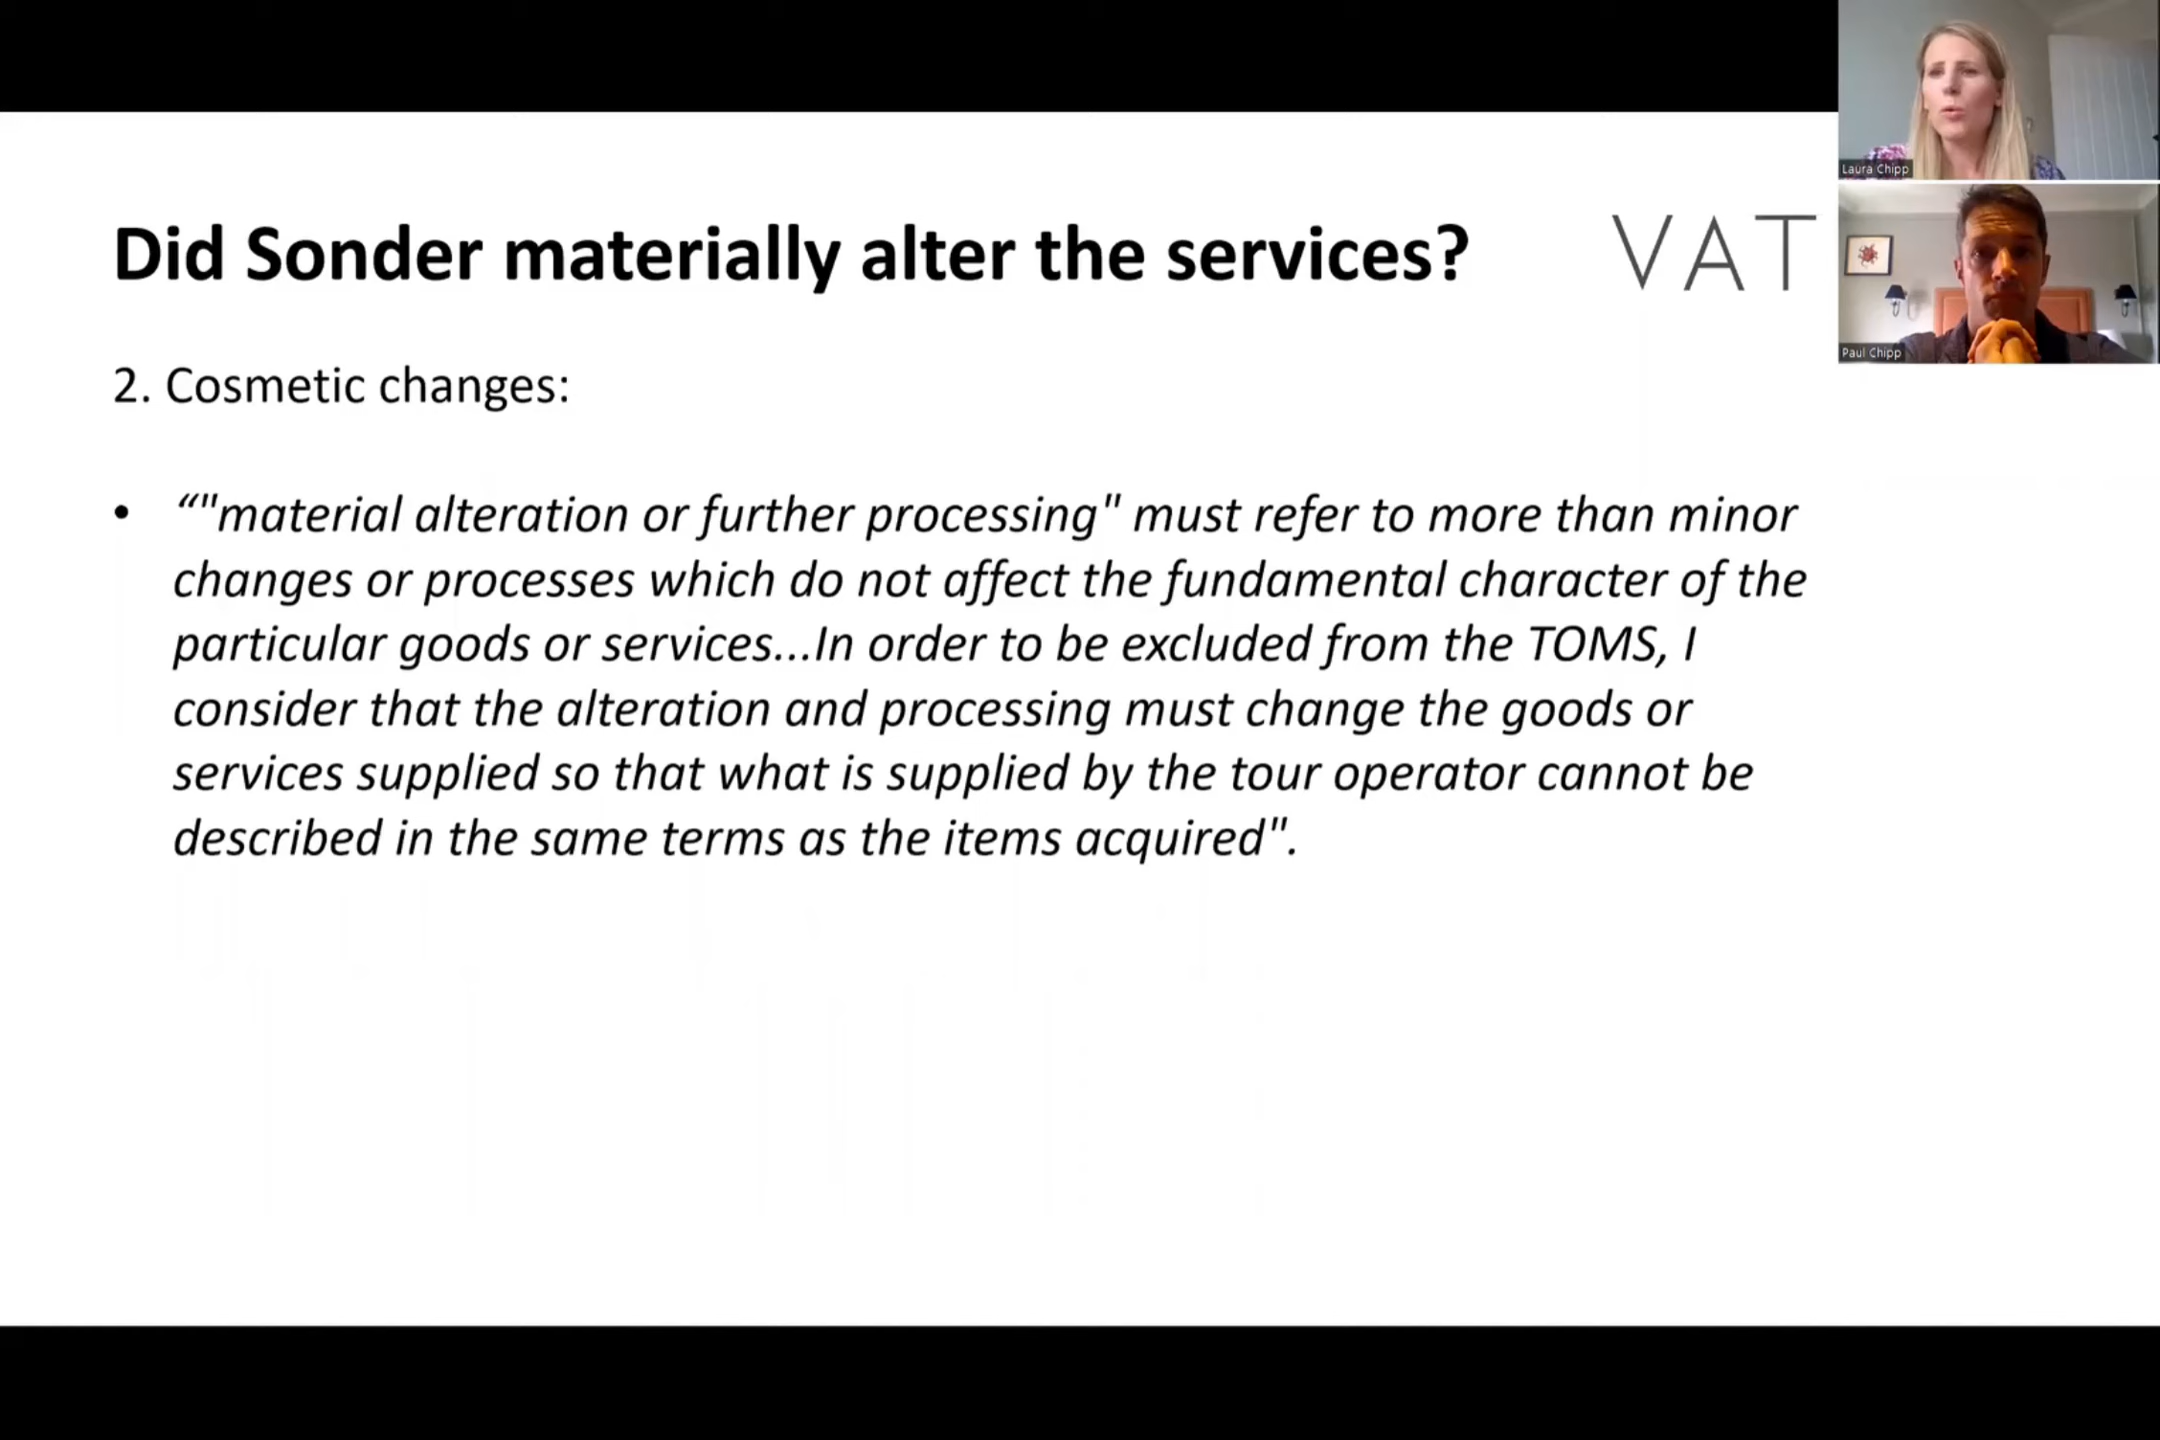 Did Sonder materially alter the services?
VAT
Laura Chipp
Paul Chipp
2. Cosmetic changes:
• “"material alteration or further processing" must refer to more than minor
changes or processes which do not affect the fundamental character of the
particular goods or services...In order to be excluded from the TOMS, I
consider that the alteration and processing must change the goods or
services supplied so that what is supplied by the tour operator cannot be
described in the same terms as the items acquired".